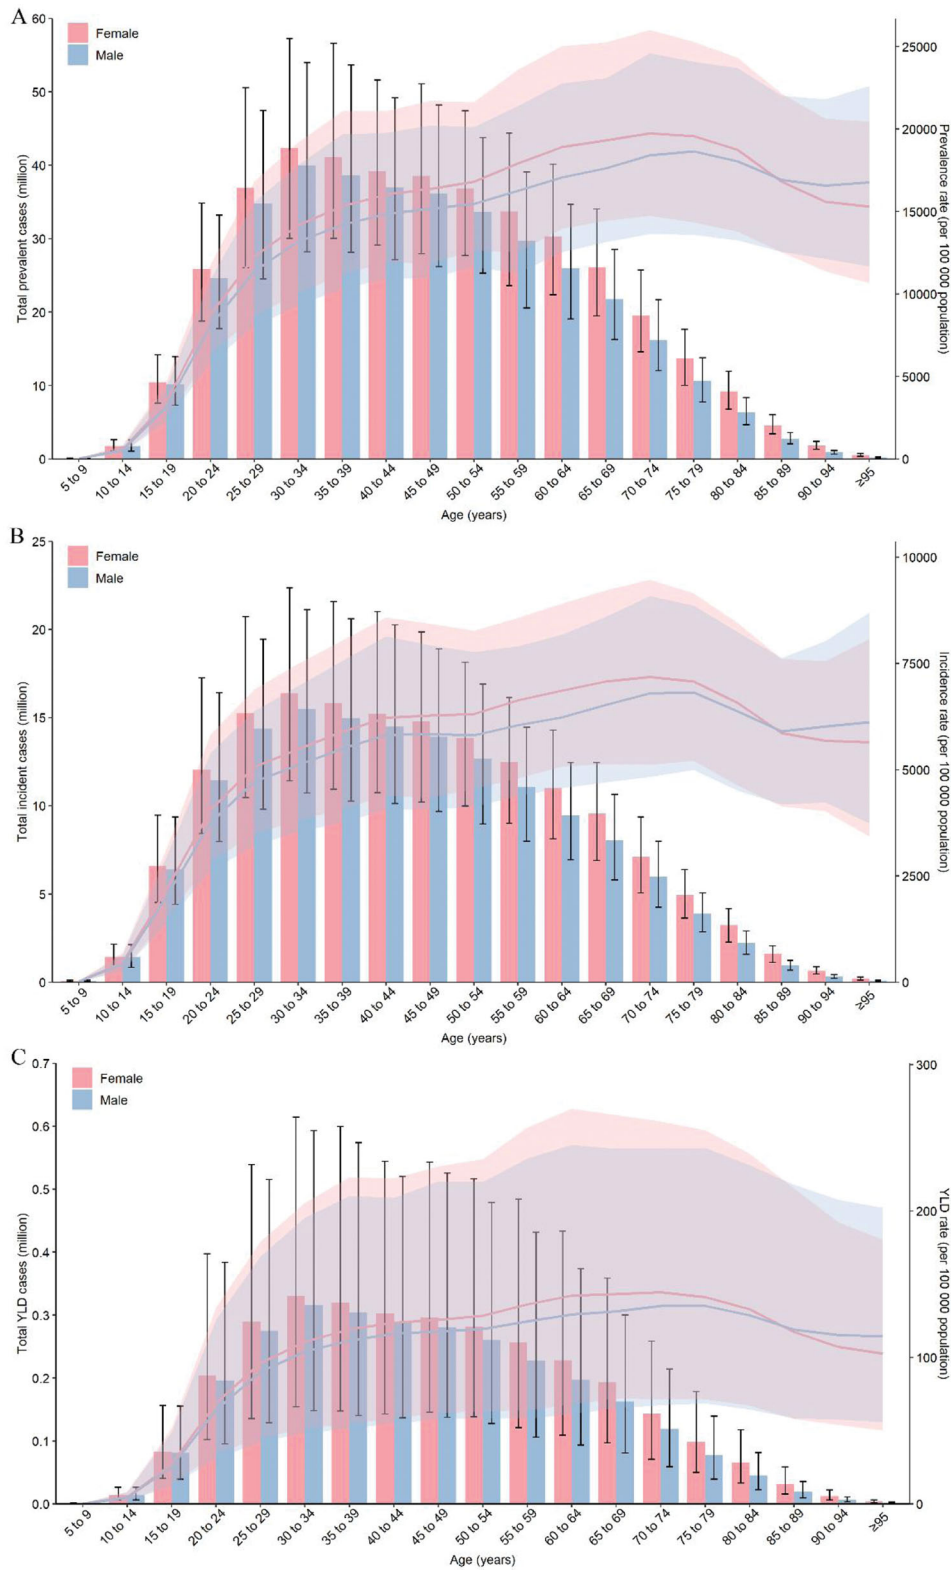 A
Female
Male
Total prevalent cases (million)
60
50
40
30
20
10
0
Prevalence rate (per 100 000 population)
25000
20000
15000
10000
5000
0
5 to 9
10 to 14
15 to 19
20 to 24
25 to 29
30 to 34
35 to 39
40 to 44
45 to 49
50 to 54
55 to 59
60 to 64
65 to 69
70 to 74
75 to 79
80 to 84
85 to 89
90 to 94
≥95
Age (years)
B
Female
Male
Total incident cases (million)
25
20
15
10
5
0
Incidence rate (per 100 000 population)
10000
7500
5000
2500
0
5 to 9
10 to 14
15 to 19
20 to 24
25 to 29
30 to 34
35 to 39
40 to 44
45 to 49
50 to 54
55 to 59
60 to 64
65 to 69
70 to 74
75 to 79
80 to 84
85 to 89
90 to 94
≥95
Age (years)
C
Female
Male
Total YLD cases (million)
0.7
0.6
0.5
0.4
0.3
0.2
0.1
0.0
YLD rate (per 100 000 population)
300
200
100
0
5 to 9
10 to 14
15 to 19
20 to 24
25 to 29
30 to 34
35 to 39
40 to 44
45 to 49
50 to 54
55 to 59
60 to 64
65 to 69
70 to 74
75 to 79
80 to 84
85 to 89
90 to 94
≥95
Age (years)